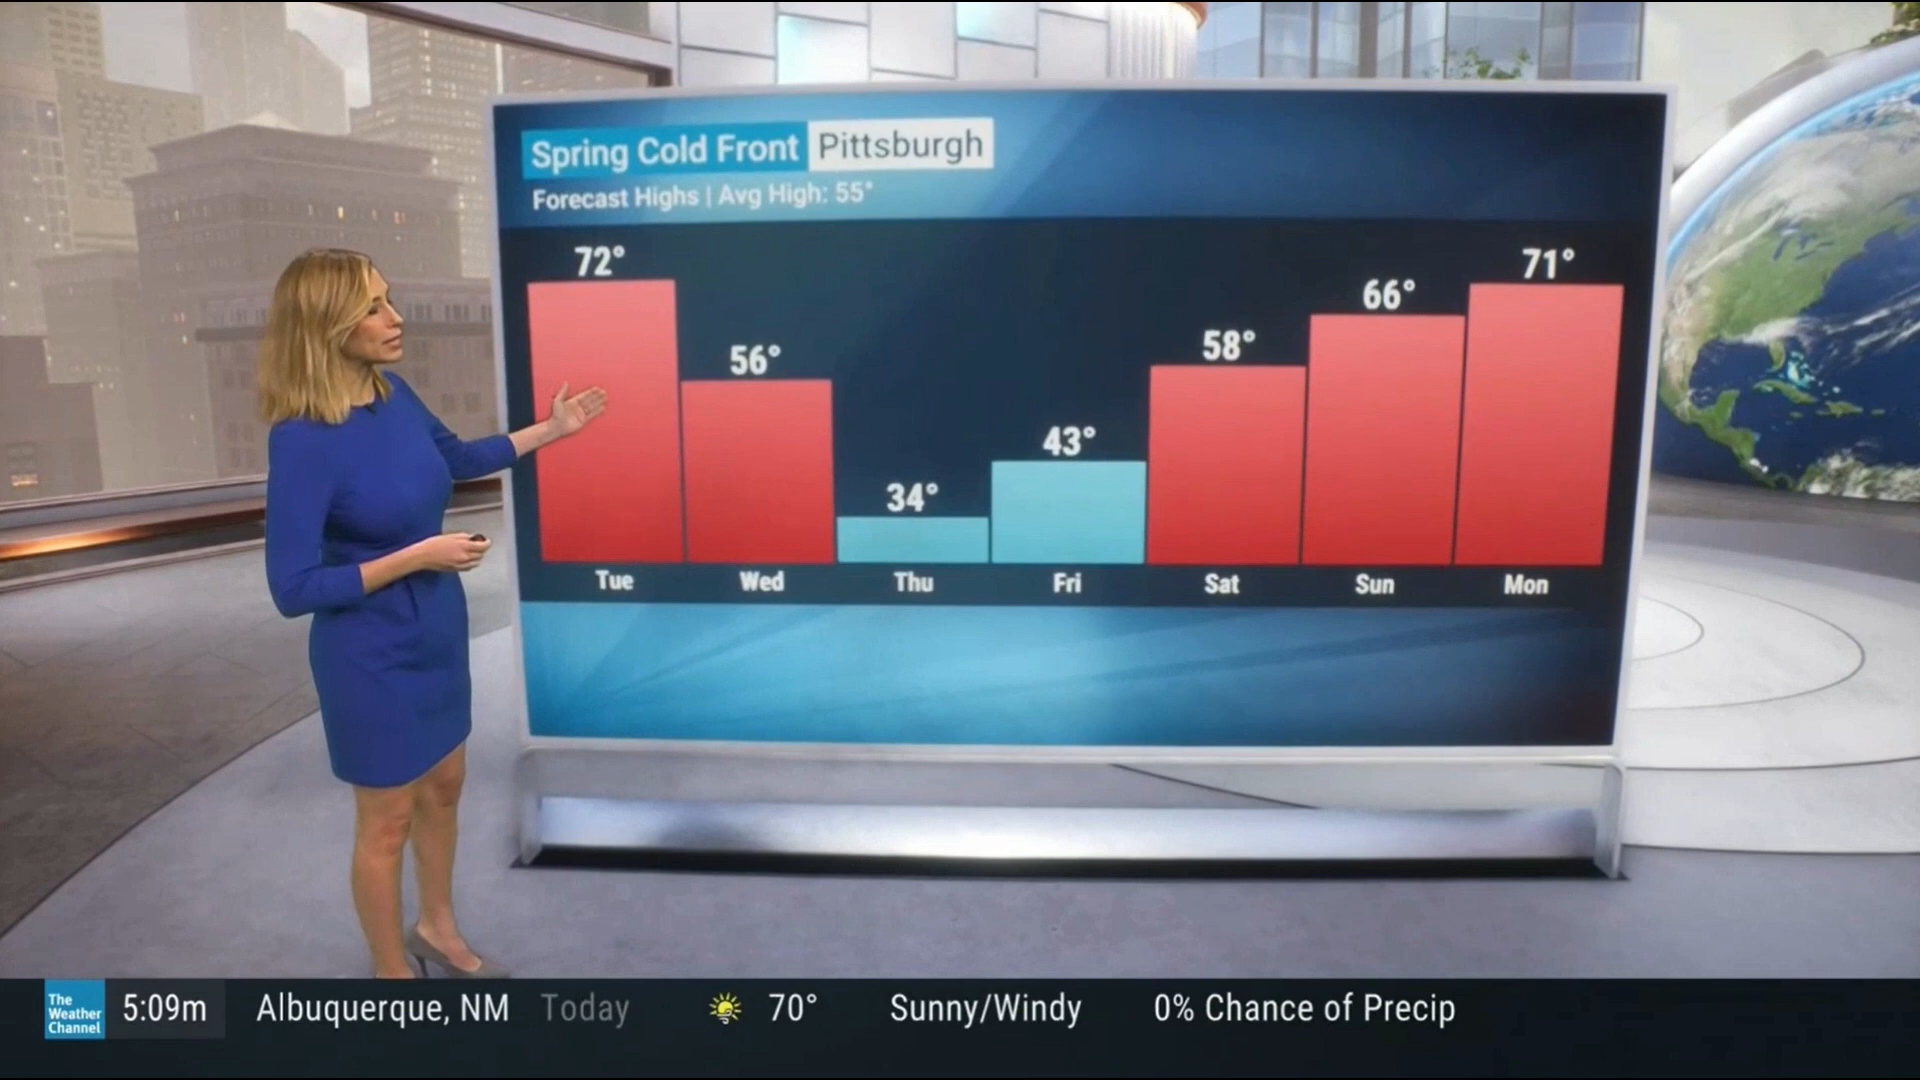 Spring Cold Front Pittsburgh
Forecast Highs | Avg High: 55°
72° 56° 34° 43° 58° 66° 71°
Tue Wed Thu Fri Sat Sun Mon
The
Weather
Channel
5:09m Albuquerque, NM Today 70° Sunny/Windy 0% Chance of Precip